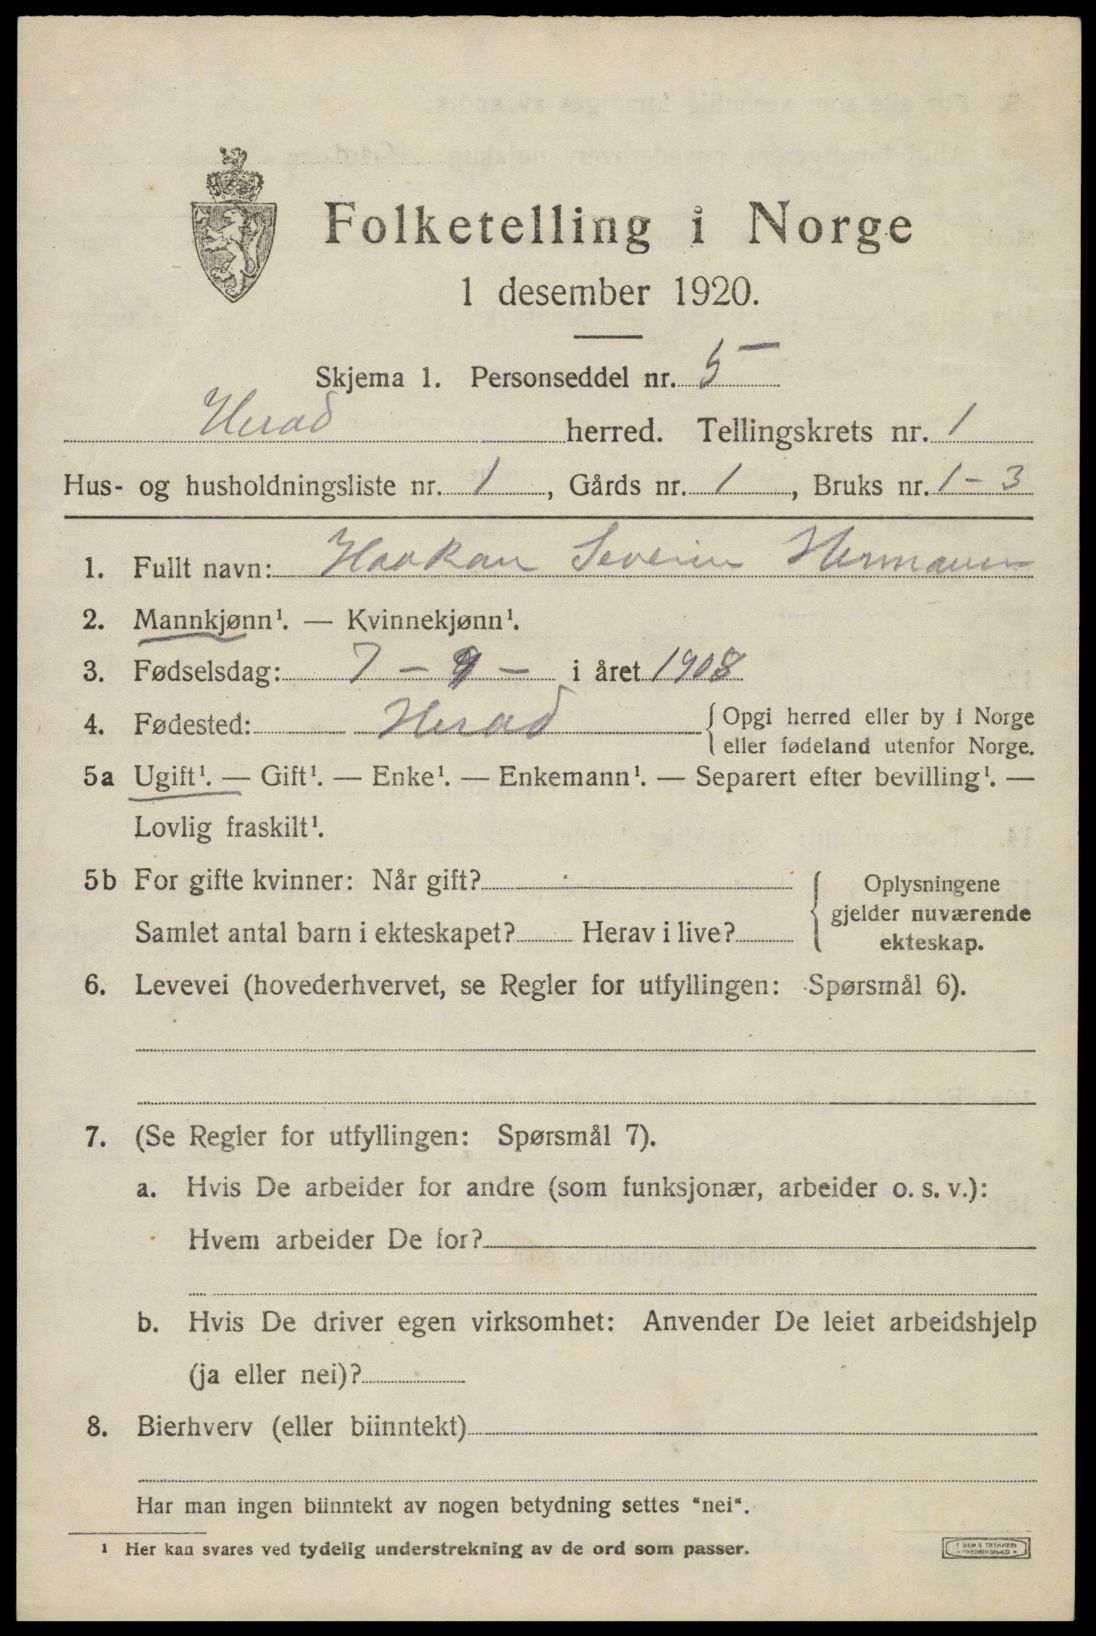 Folketelling i Norge
1 desember 1920.
Skjema 1. Personseddel nr. 5
Herad herred. Tellingskrets nr. 1
Hus- og husholdningsliste nr. 1, Gårds nr. 1, Bruks nr. 1-3
1. Fullt navn: Haakan Severin Hermansen
2. Mannkjønn¹. — Kvinnekjønn¹.
3. Fødselsdag: 7 - 9 - i året 1908
4. Fødested: Herad {Opgi herred eller by i Norge
eller fødeland utenfor Norge.
5a Ugift¹. — Gift¹. — Enke¹. — Enkemann¹. — Separert efter bevilling¹. —
Lovlig fraskilt¹.
5b For gifte kvinner: Når gift? Oplysningene
gjelder nuværende
Samlet antal barn i ekteskapet? Herav i live?
ekteskap.
6. Levevei (hovederhvervet, se Regler for utfyllingen: Spørsmål 6).
7. (Se Regler for utfyllingen: Spørsmål 7).
a. Hvis De arbeider for andre (som funksjonær, arbeider o. s. v.):
Hvem arbeider De for?
b. Hvis De driver egen virksomhet: Anvender De leiet arbeidshjelp
(ja eller nei)?
8. Bierhverv (eller biinntekt)
Har man ingen biinntekt av nogen betydning settes "nei".
¹ Her kan svares ved tydelig understrekning av de ord som passer.